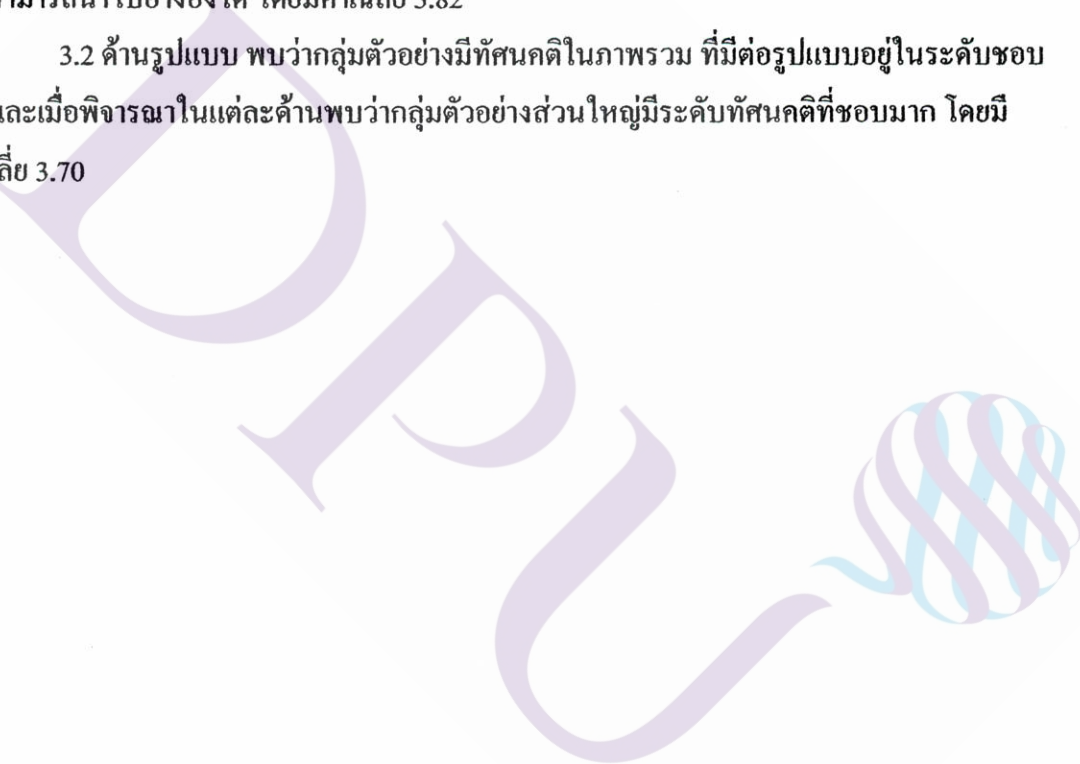 3.82
3.2 ด้านรูปแบบ พบว่ากลุ่มตัวอย่างมีทัศนคติในภาพรวม ที่มีต่อรูปแบบอยู่ในระดับชอบ
และเมื่อพิจารณาในแต่ละด้านพบว่ากลุ่มตัวอย่างส่วนใหญ่มีระดับทัศนคติที่ชอบมาก โดยมี
ลี่ย 3.70
DPU